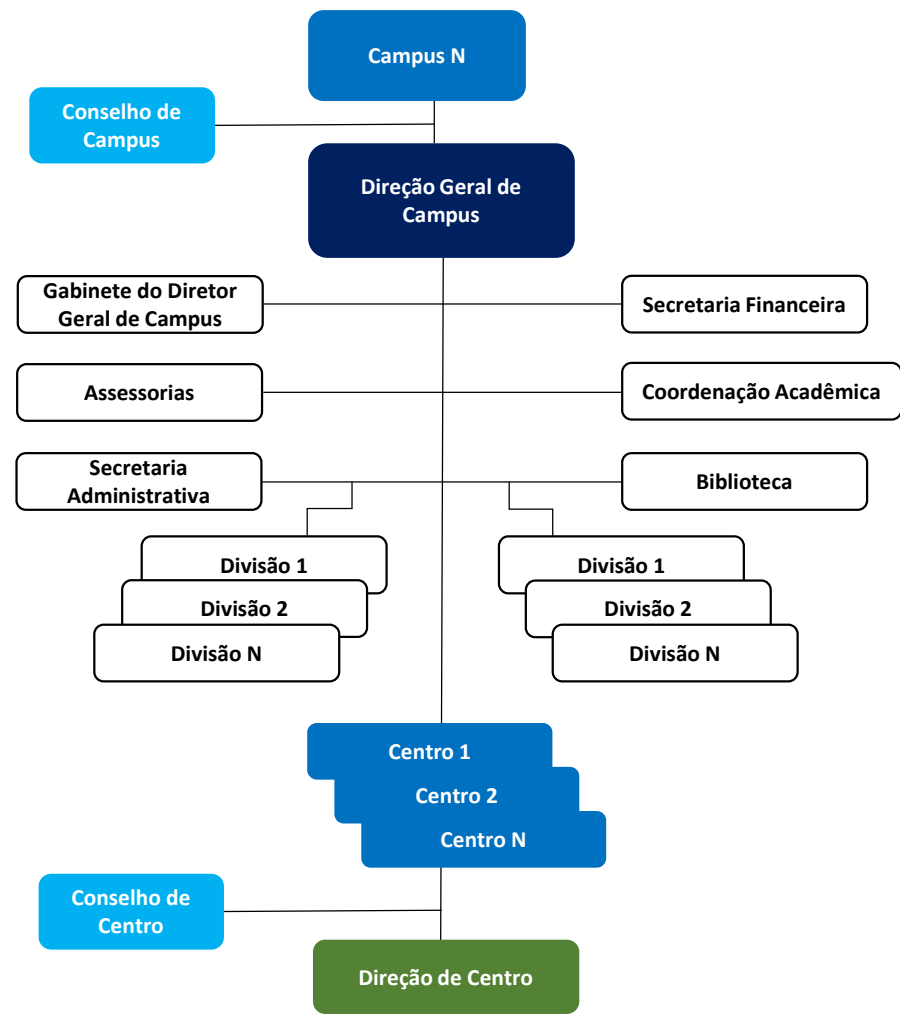 Campus N
Conselho de
Campus
Direção Geral de
Campus
Gabinete do Diretor
Geral de Campus
Secretaria Financeira
Assessorias
Coordenação Acadêmica
Secretaria
Administrativa
Biblioteca
Divisão 1
Divisão 2
Divisão N
Divisão 1
Divisão 2
Divisão N
Centro 1
Centro 2
Centro N
Conselho de
Centro
Direção de Centro